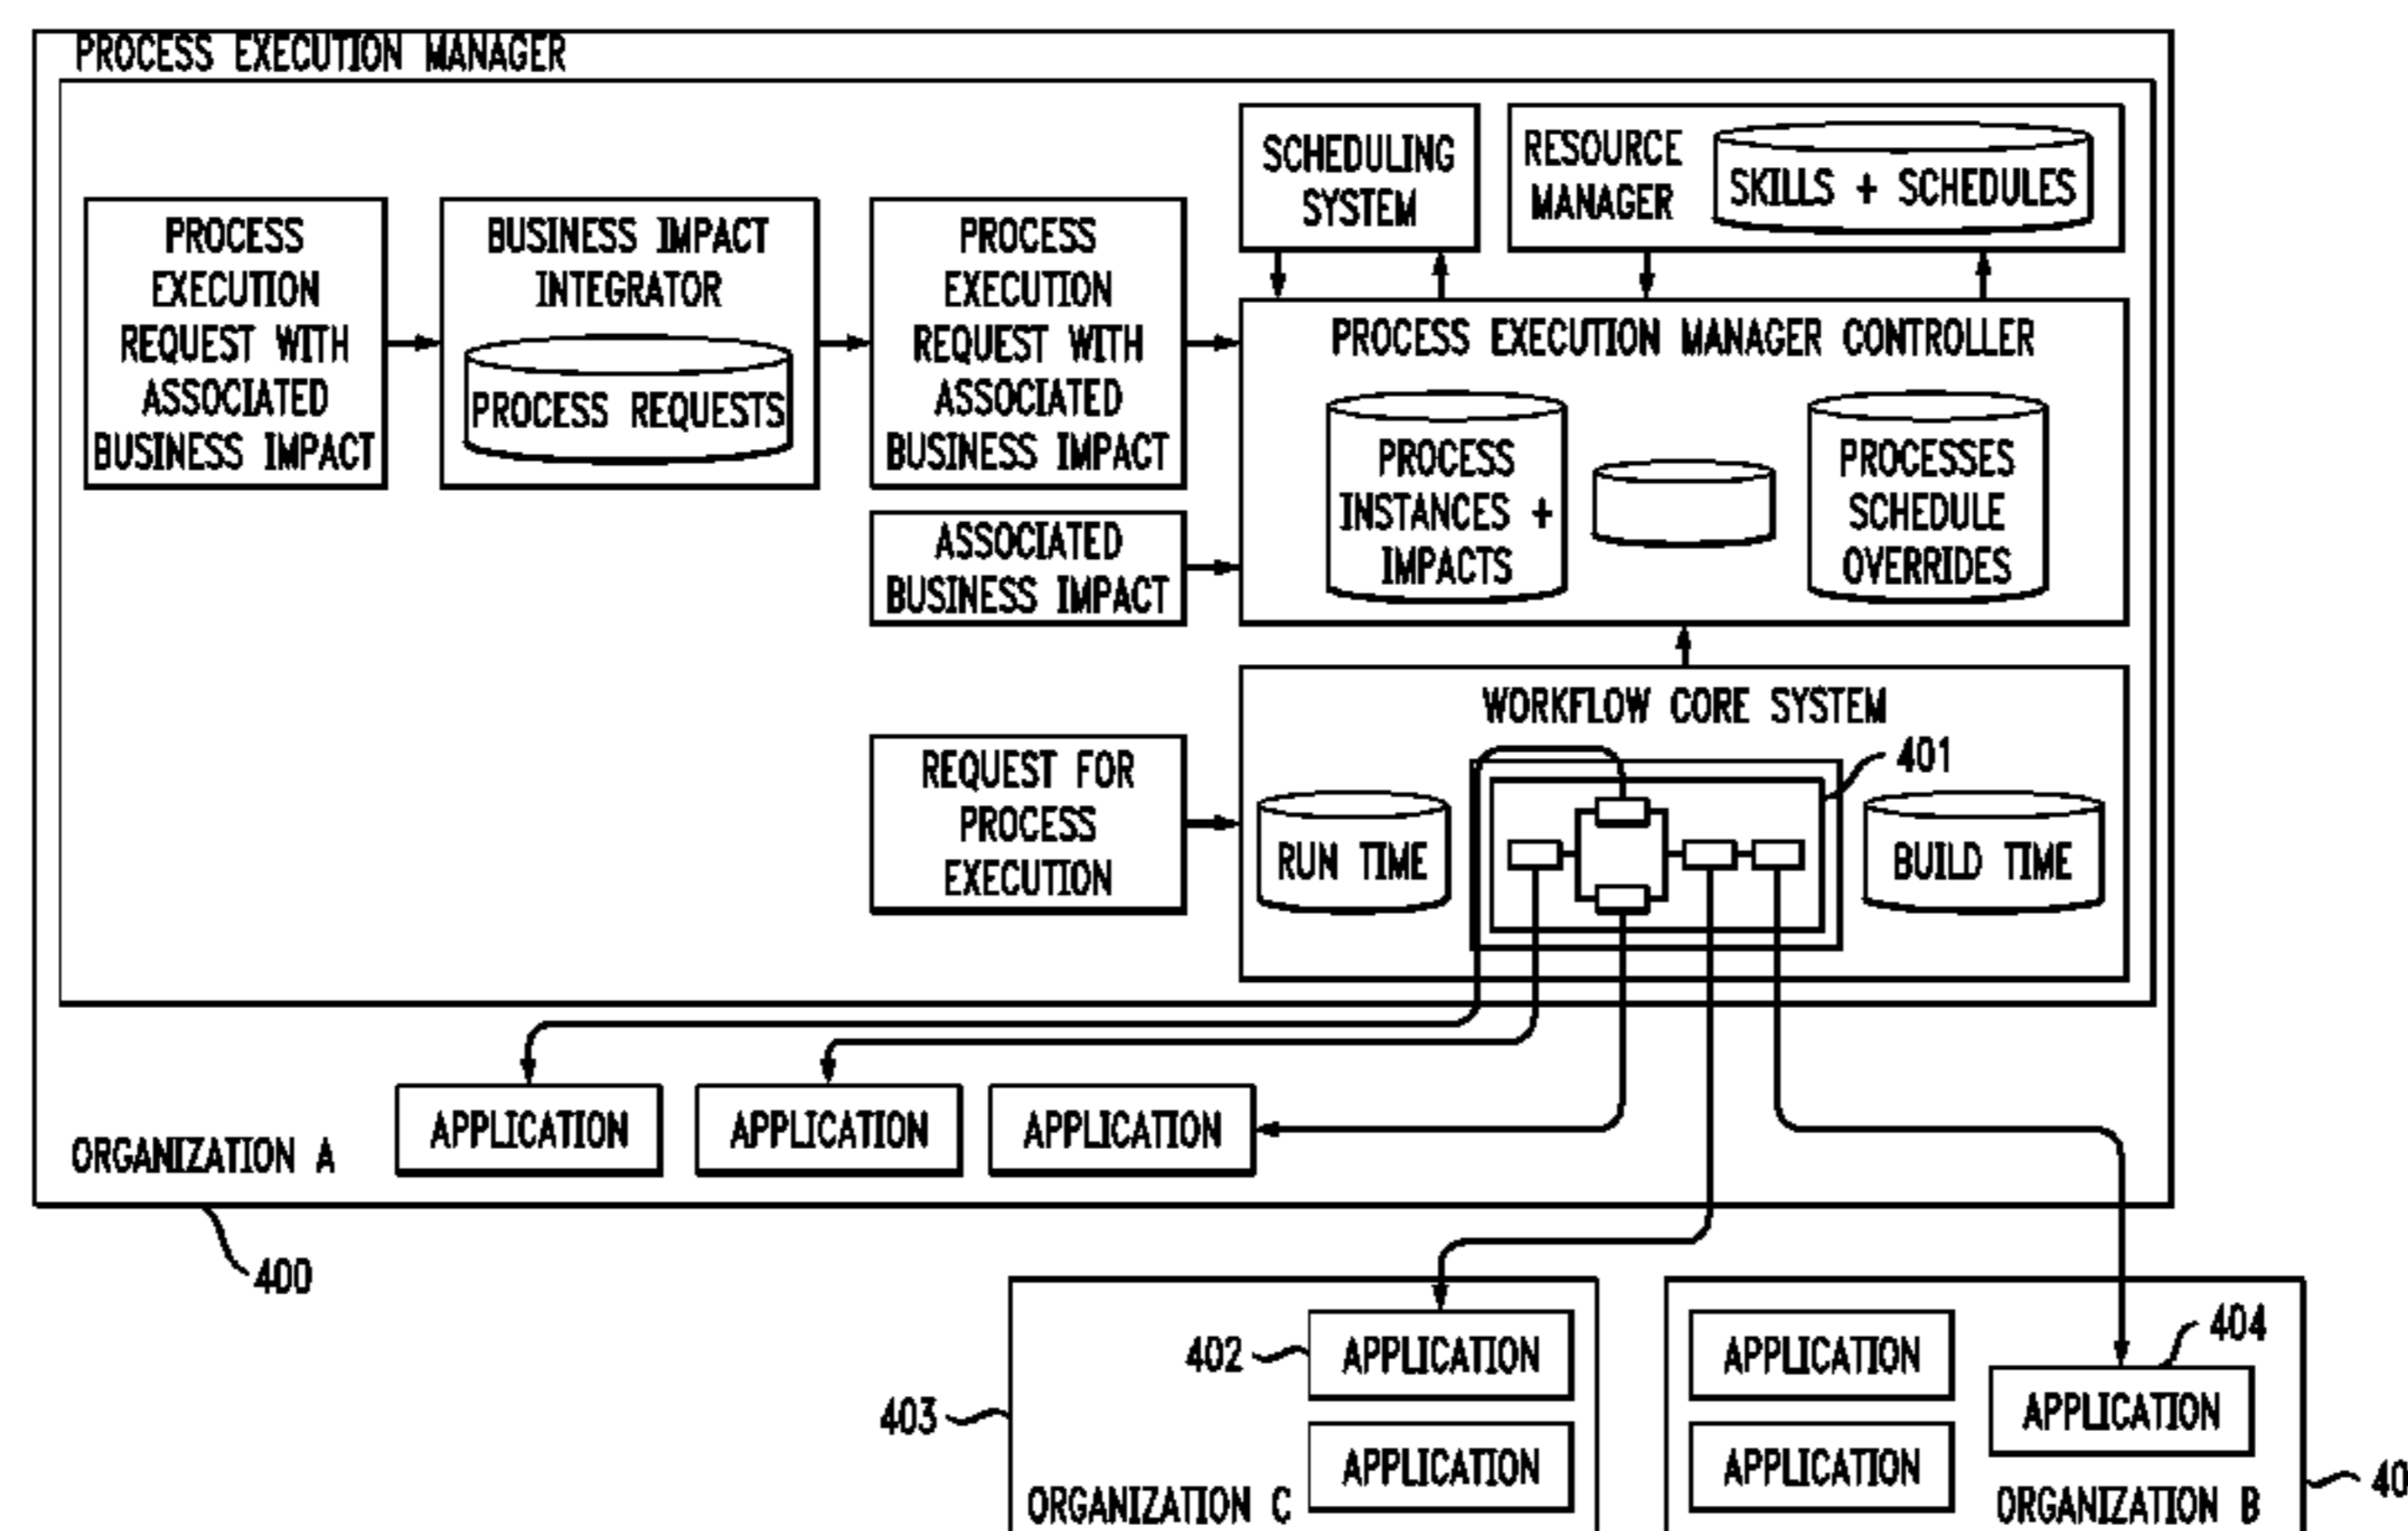 PROCESS EXECUTION MANAGER
SCHEDULING
SYSTEM
RESOURCE
MANAGER
SKILLS + SCHEDULES
PROCESS
EXECUTION
REQUEST WITH
ASSOCIATED
BUSINESS IMPACT
BUSINESS IMPACT
INTEGRATOR
PROCESS REQUESTS
PROCESS
EXECUTION
REQUEST WITH
ASSOCIATED
BUSINESS IMPACT
PROCESS EXECUTION MANAGER CONTROLLER
PROCESS
INSTANCES +
IMPACTS
PROCESSES
SCHEDULE
OVERRIDES
ASSOCIATED
BUSINESS IMPACT
WORKFLOW CORE SYSTEM
REQUEST FOR
PROCESS
EXECUTION
RUN TIME
401
BUILD TIME
APPLICATION
APPLICATION
APPLICATION
ORGANIZATION A
400
402
APPLICATION
403
APPLICATION
ORGANIZATION C
APPLICATION
404
APPLICATION
APPLICATION
ORGANIZATION B